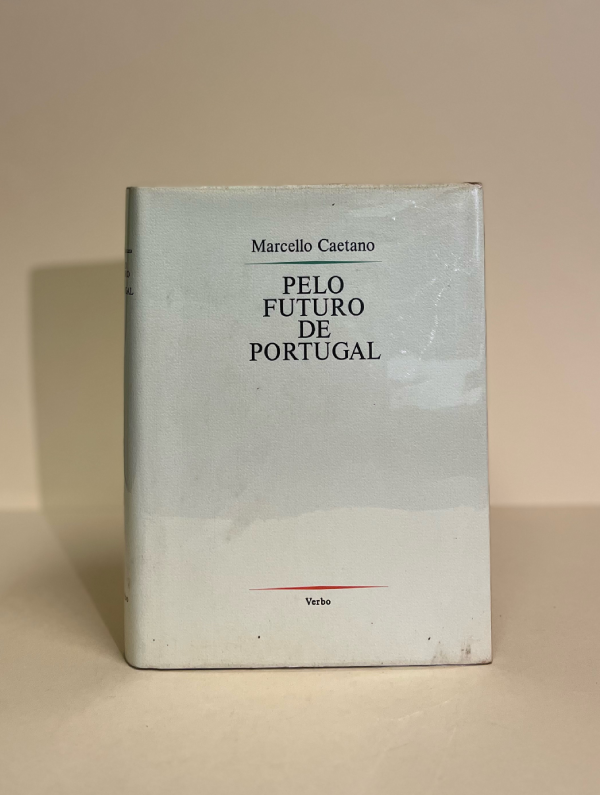 Marcello Caetano
PELO
FUTURO
DE
PORTUGAL
Verbo